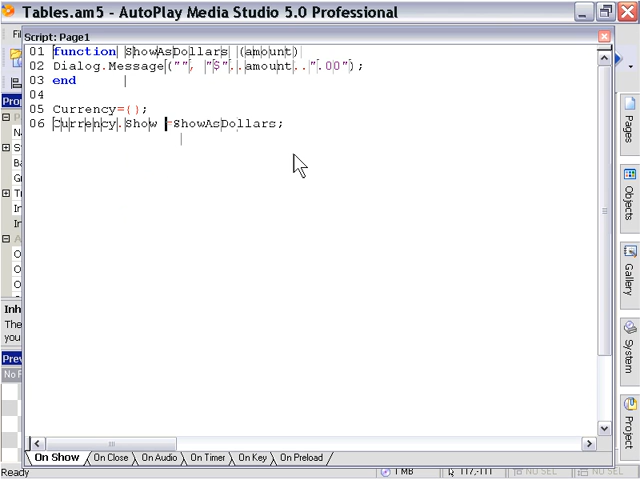 Tables.am5 - AutoPlay Media Studio 5.0 Professional
Script: Page1
01 function ShowAsDollars (amount)
02 Dialog.Message ("", "$"..amount..".00");
03 end
04
05 Currency={};
06 Currency.Show =ShowAsDollars;
Pages
Objects
Gallery
System
Project
On Show
On Close
On Audio
On Timer
On Key
On Preload
Ready
1 MB
117,-111
NO SEL
NO SEL